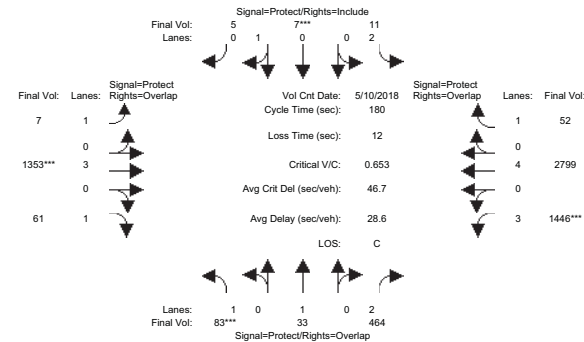 Signal=Protect/Rights=Include
Final Vol: 5 7*** 11
Lanes: 0 1 0 0 2
Signal=Protect Signal=Protect
Final Vol: Lanes: Rights=Overlap Vol Cnt Date: 5/10/2018 Rights=Overlap Lanes: Final Vol:
Cycle Time (sec): 180
7 1 1 52
Loss Time (sec): 12
0 0
1353*** 3 Critical V/C: 0.653 4 2799
0 Avg Crit Del (sec/veh): 46.7 0
61 1 Avg Delay (sec/veh): 28.6 3 1446***
LOS: C
Lanes: 1 0 1 0 2
Final Vol: 83*** 33 464
Signal=Protect/Rights=Overlap